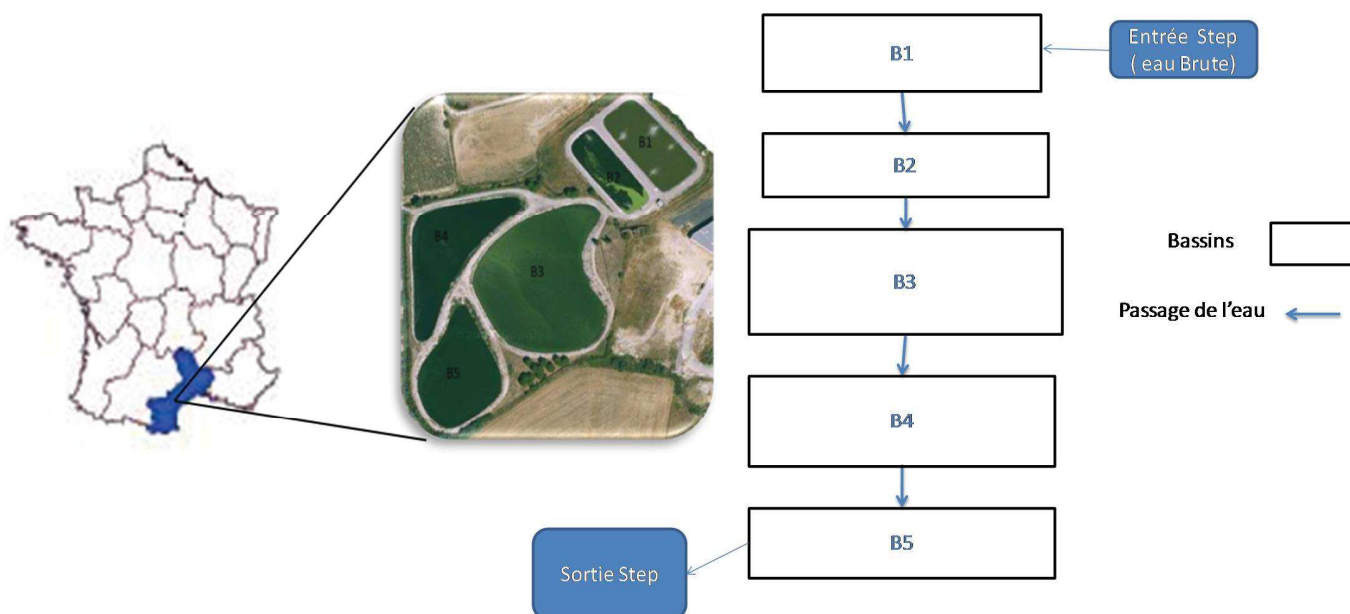 B1
Entrée Step
( eau Brute)
B2
B3
B4
B5
Sortie Step
Bassins
Passage de l'eau
B1
B2
B4
B3
B5